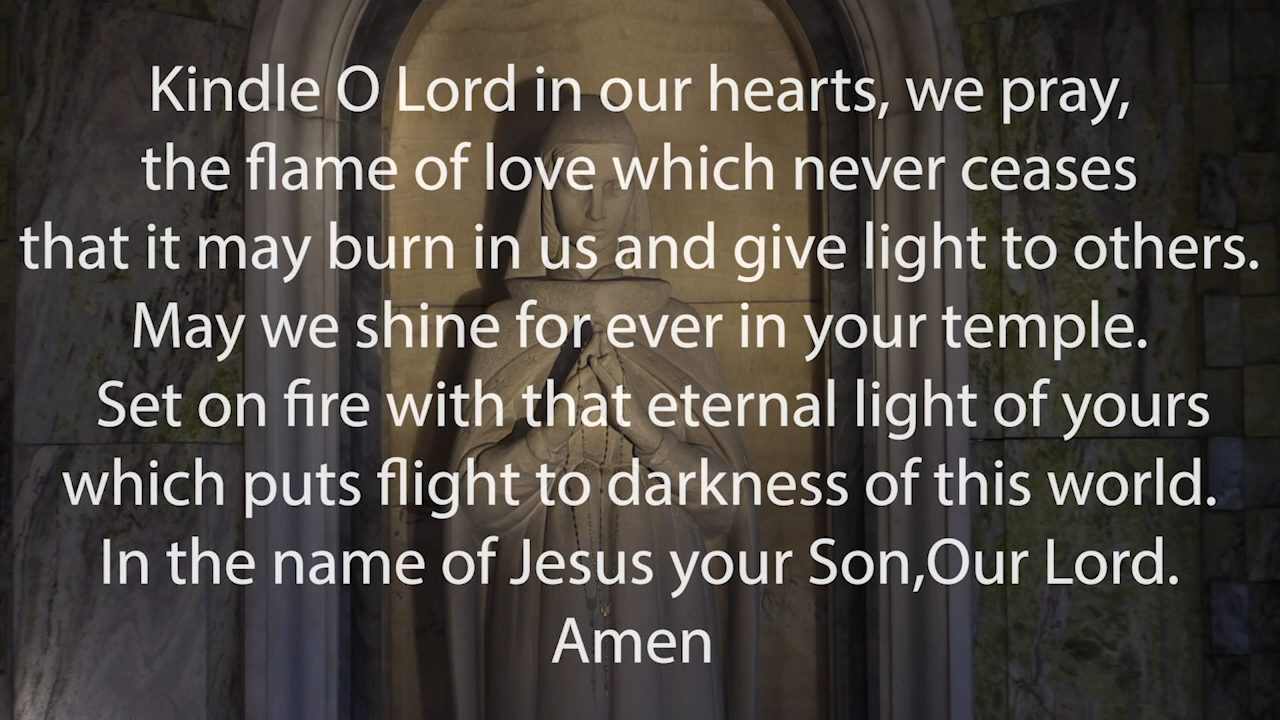 Kindle O Lord in our hearts, we pray,
the flame of love which never ceases
that it may burn in us and give light to others.
May we shine for ever in your temple.
Set on fire with that eternal light of yours
which puts flight to darkness of this world.
In the name of Jesus your Son,Our Lord.
Amen